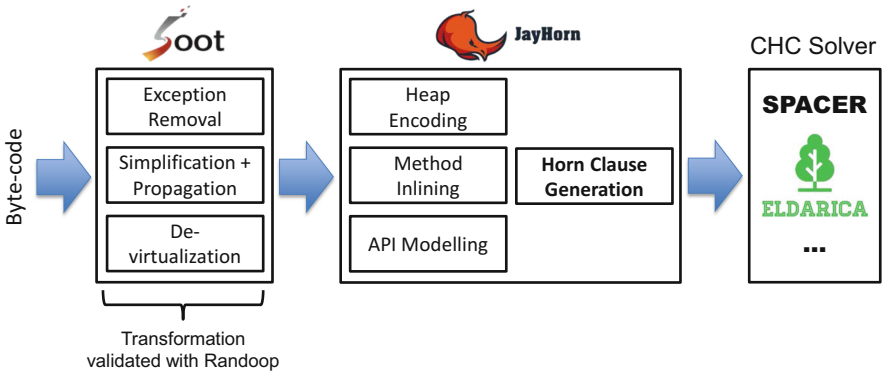 Soot
JayHorn
CHC Solver
Byte-code
Exception
Removal
Simplification +
Propagation
De-
virtualization
Heap
Encoding
Method
Inlining
API Modelling
Horn Clause
Generation
SPACER
ELDARICA
...
Transformation
validated with Randoop